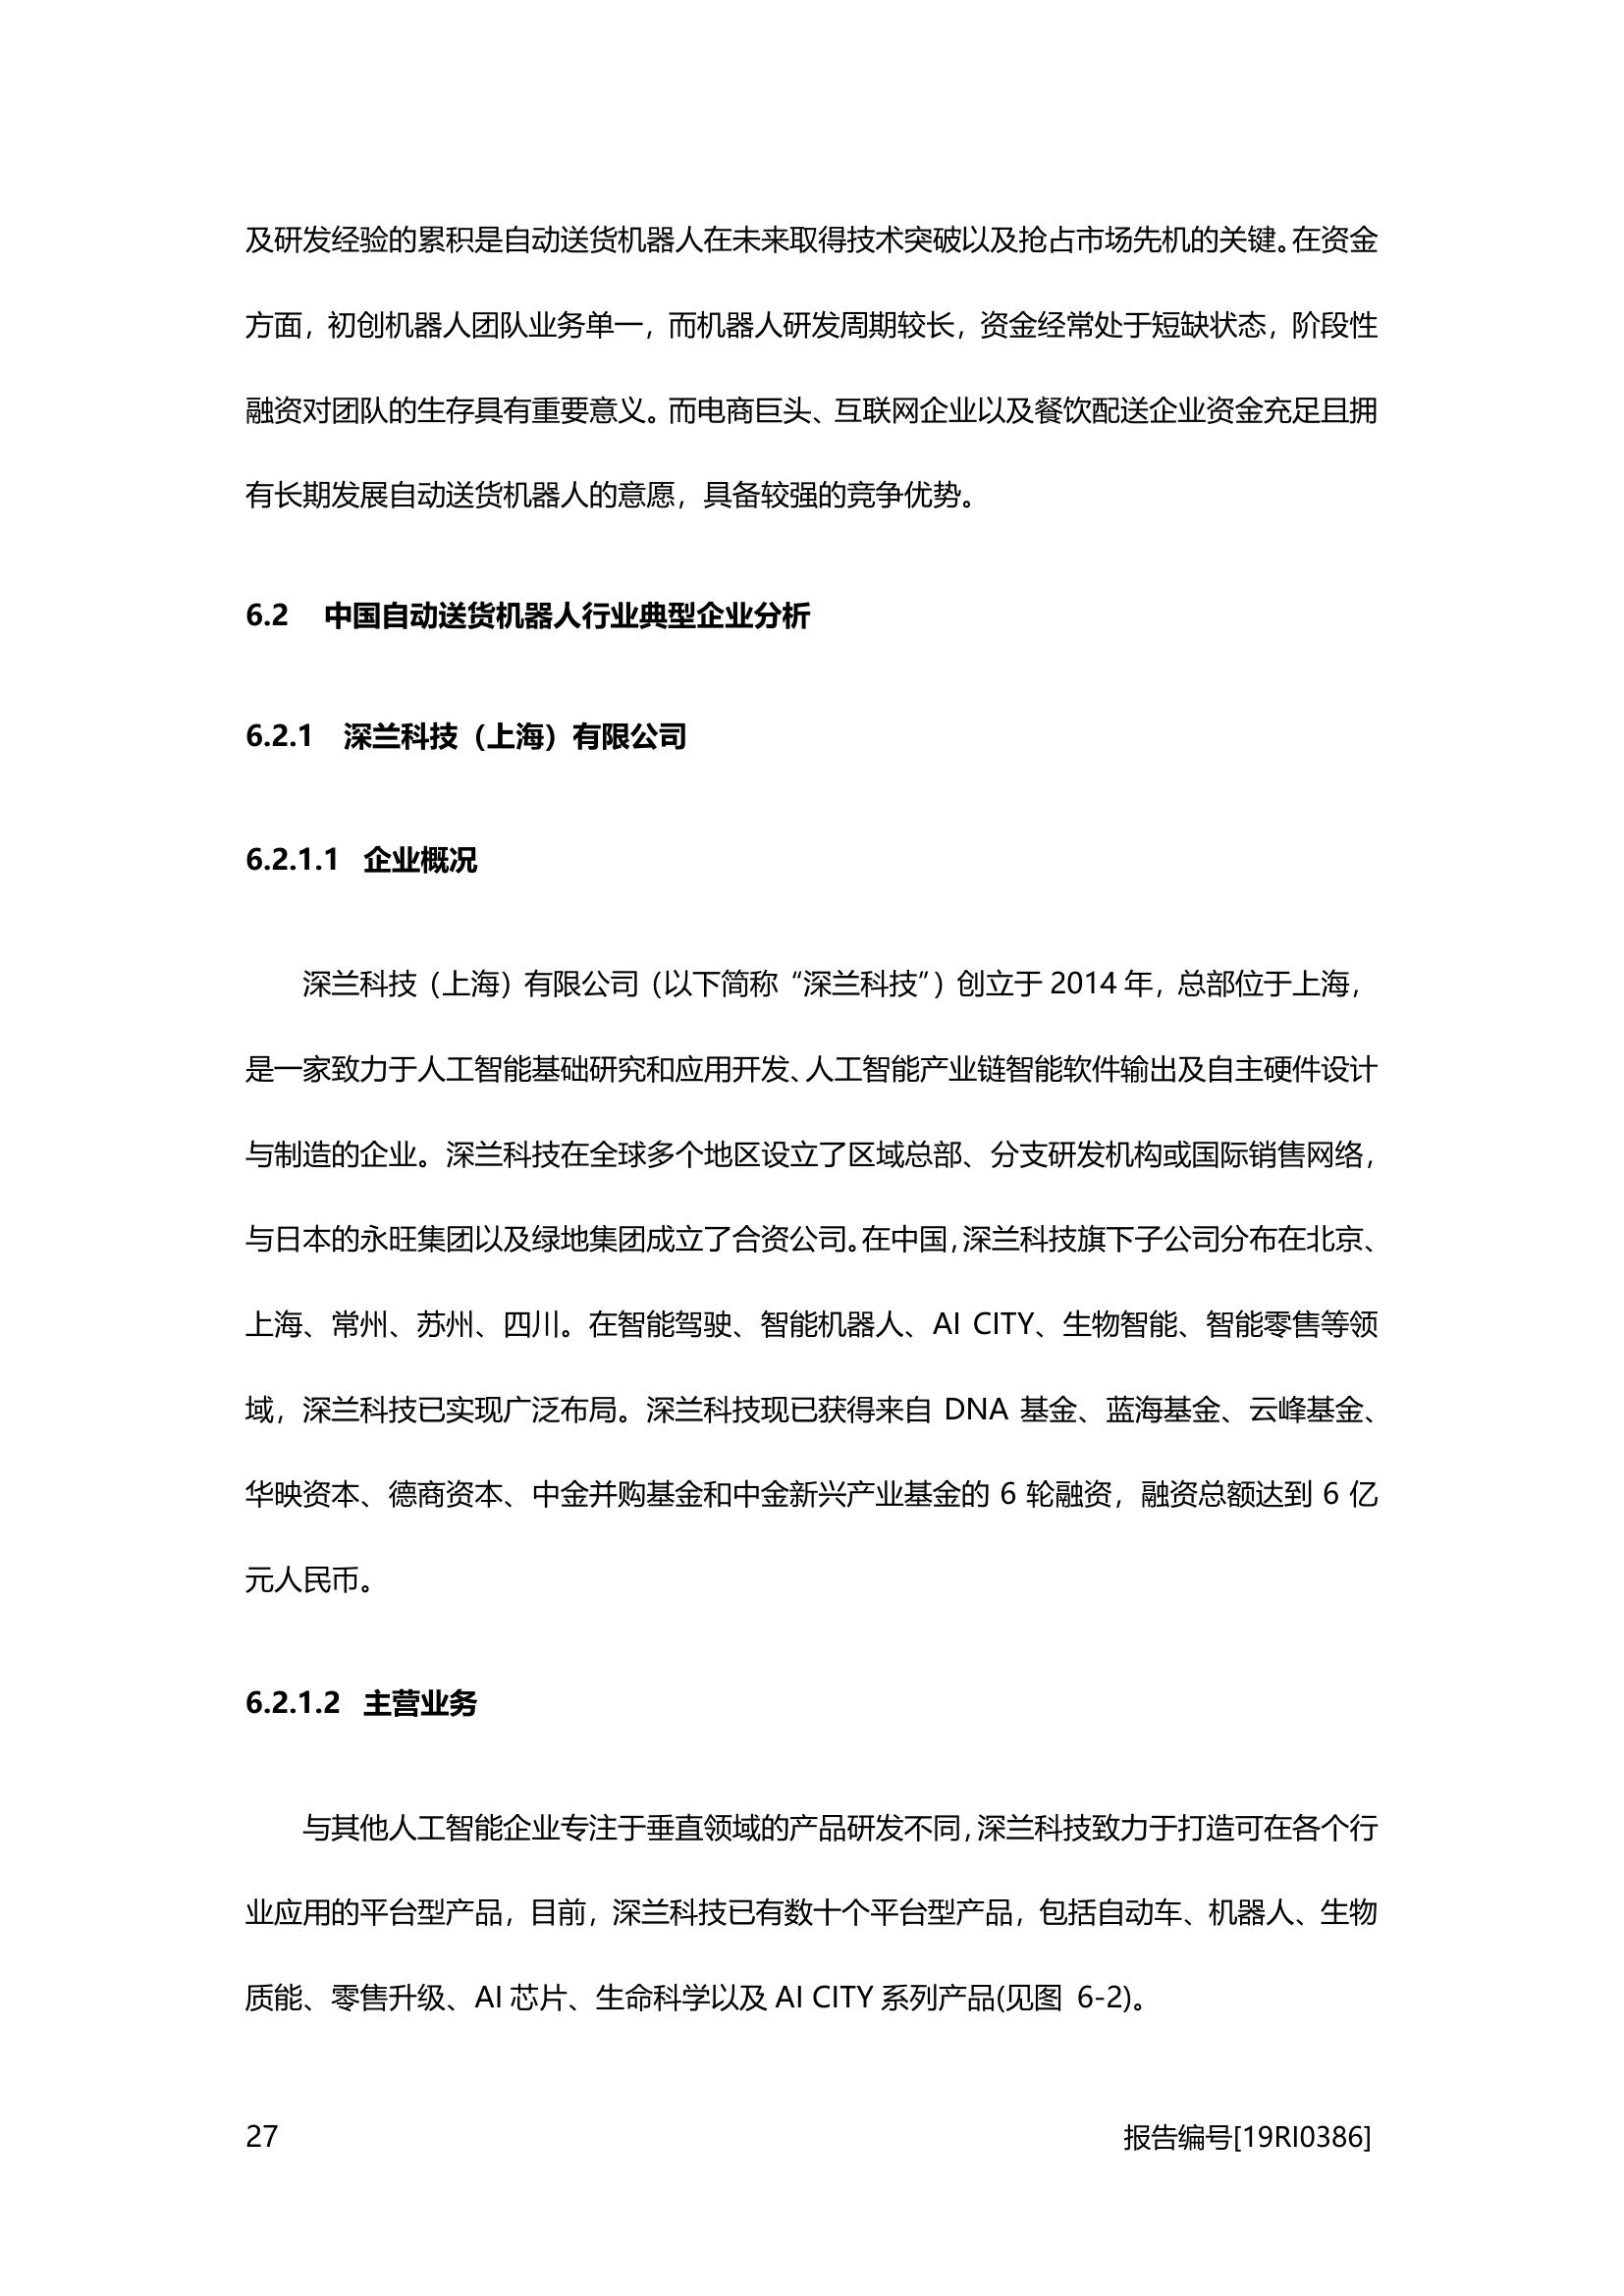 及研发经验的累积是自动送货机器人在未来取得技术突破以及抢占市场先机的关键。在资金
方面，初创机器人团队业务单一，而机器人研发周期较长，资金经常处于短缺状态，阶段性
融资对团队的生存具有重要意义。而电商巨头、互联网企业以及餐饮配送企业资金充足且拥
有长期发展自动送货机器人的意愿，具备较强的竞争优势。
6.2 中国自动送货机器人行业典型企业分析
6.2.1 深兰科技（上海）有限公司
6.2.1.1 企业概况
深兰科技（上海）有限公司（以下简称“深兰科技”）创立于 2014 年，总部位于上海，
是一家致力于人工智能基础研究和应用开发、人工智能产业链智能软件输出及自主硬件设计
与制造的企业。深兰科技在全球多个地区设立了区域总部、分支研发机构或国际销售网络，
与日本的永旺集团以及绿地集团成立了合资公司。在中国，深兰科技旗下子公司分布在北京、
上海、常州、苏州、四川。在智能驾驶、智能机器人、AI CITY、生物智能、智能零售等领
域，深兰科技已实现广泛布局。深兰科技现已获得来自 DNA 基金、蓝海基金、云峰基金、
华映资本、德商资本、中金并购基金和中金新兴产业基金的 6 轮融资，融资总额达到 6 亿
元人民币。
6.2.1.2 主营业务
与其他人工智能企业专注于垂直领域的产品研发不同，深兰科技致力于打造可在各个行
业应用的平台型产品，目前，深兰科技已有数十个平台型产品，包括自动车、机器人、生物
质能、零售升级、AI 芯片、生命科学以及 AI CITY 系列产品(见图 6-2)。
27 报告编号[19RI0386]